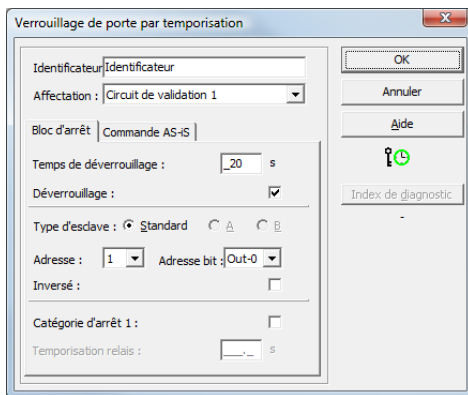 Verrouillage de porte par temporisation
Identificateur Identificateur
Affectation : Circuit de validation 1
Bloc d'arrêt Commande AS-iS
Temps de déverrouillage : _20 s
Déverrouillage :
Type d'esclave : Standard A B
Adresse : 1 Adresse bit : Out-0
Inversé :
Catégorie d'arrêt 1 :
Temporisation relais : ___._ s
OK
Annuler
Aide
Index de diagnostic
-